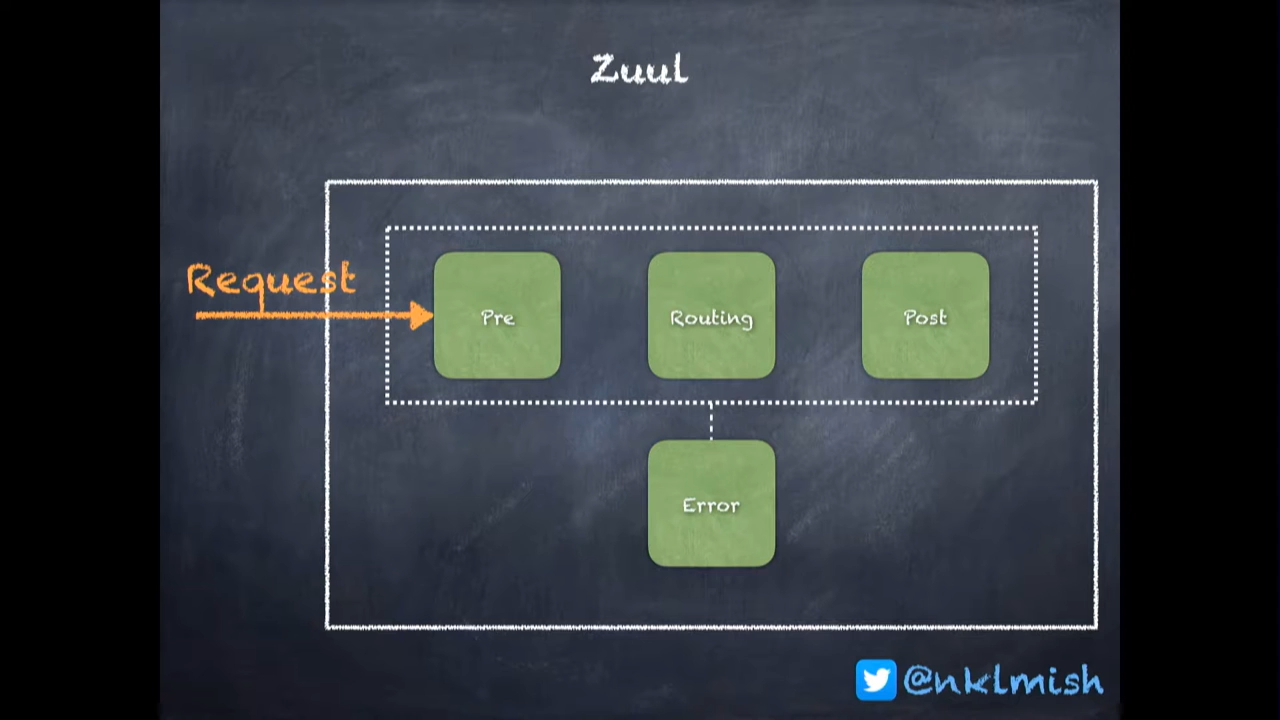 Zuul
Request
Pre
Routing
Post
Error
@nklmish